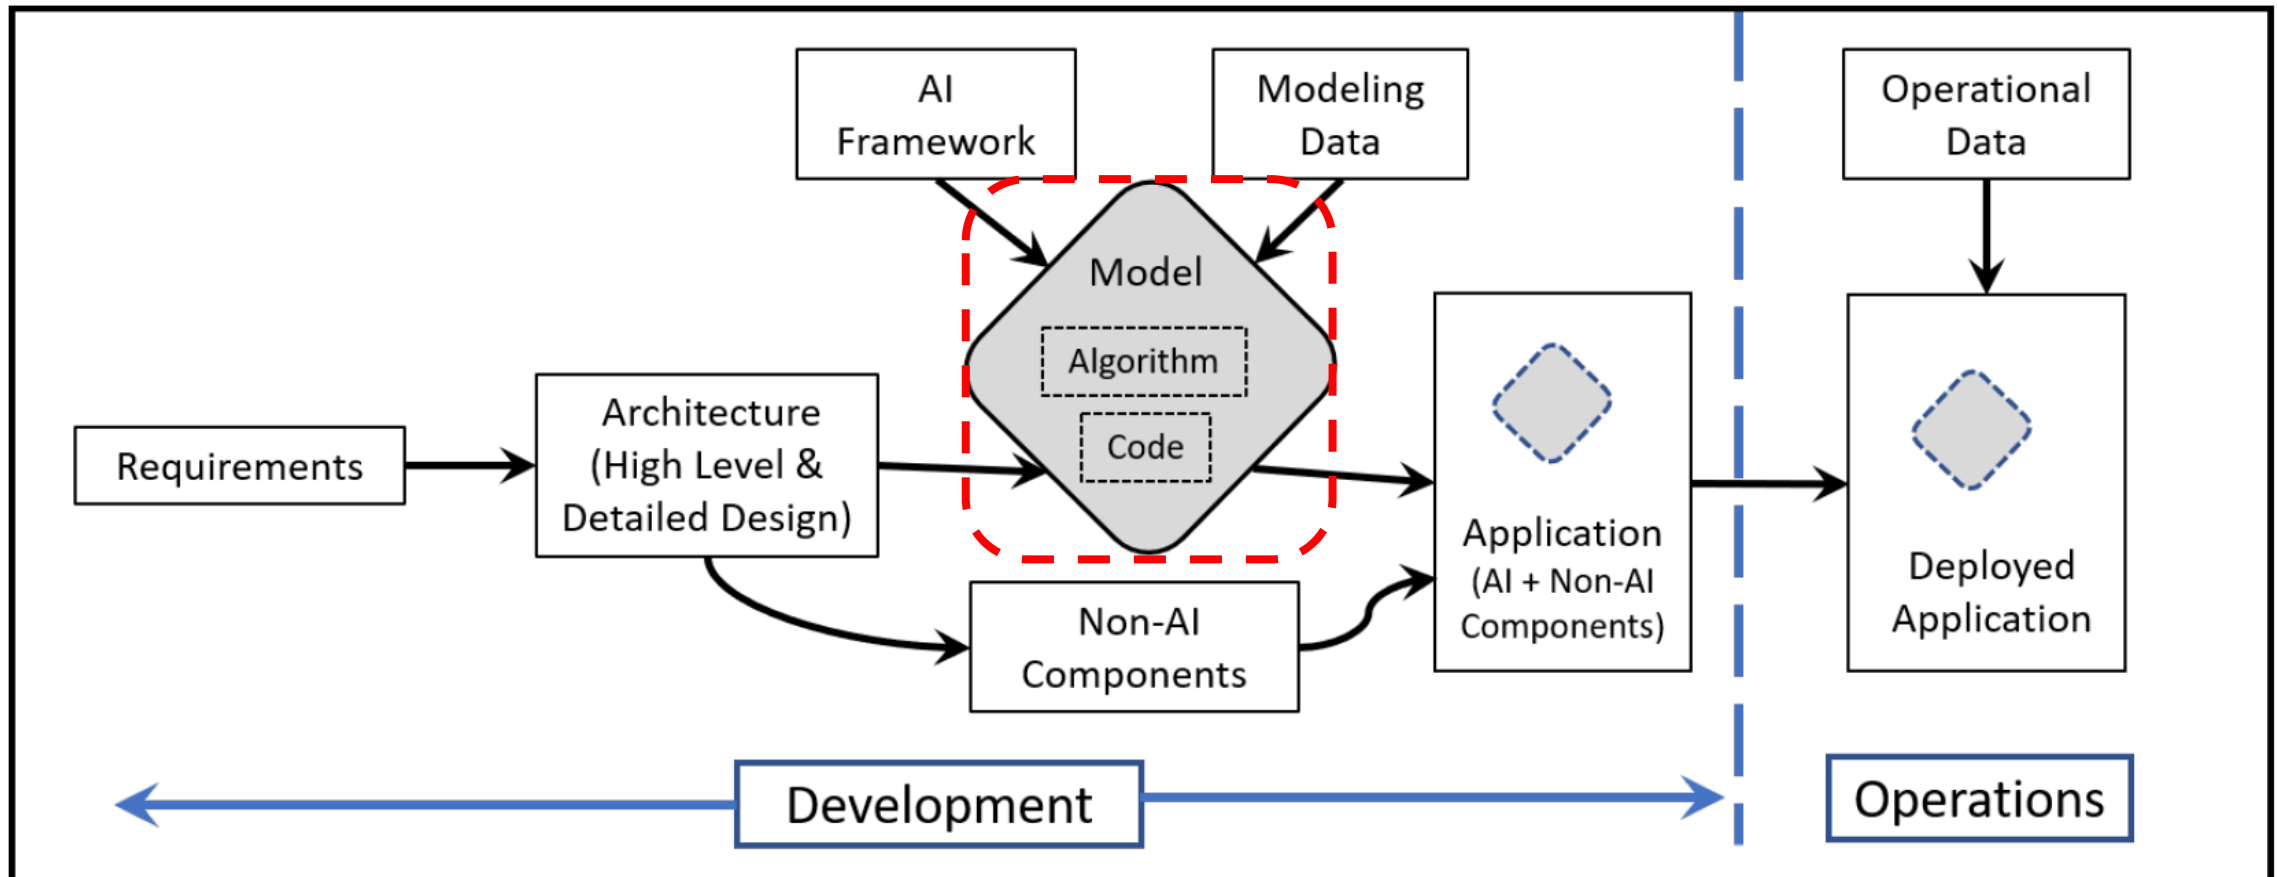 AI
Framework
Modeling
Data
Operational
Data
Model
Algorithm
Code
Requirements
Architecture
(High Level &
Detailed Design)
Non-AI
Components
Application
(AI + Non-AI
Components)
Deployed
Application
Development
Operations